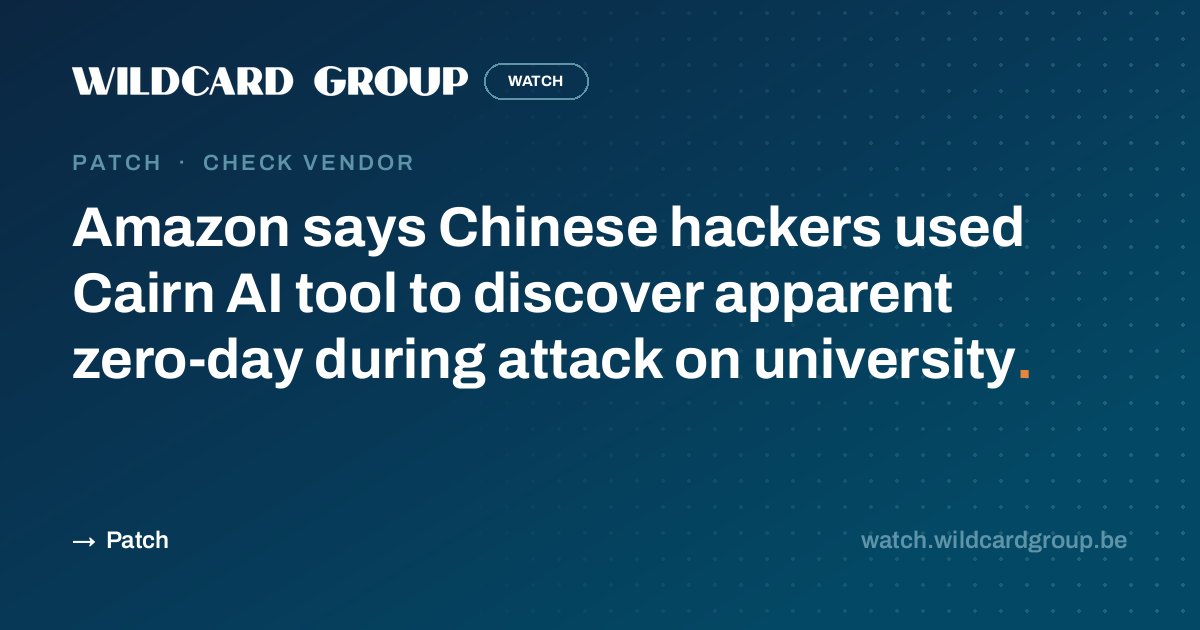 WILDCARD GROUP WATCH
PATCH · CHECK VENDOR
Amazon says Chinese hackers used
Cairn AI tool to discover apparent
zero-day during attack on university.
→ Patch
watch.wildcardgroup.be